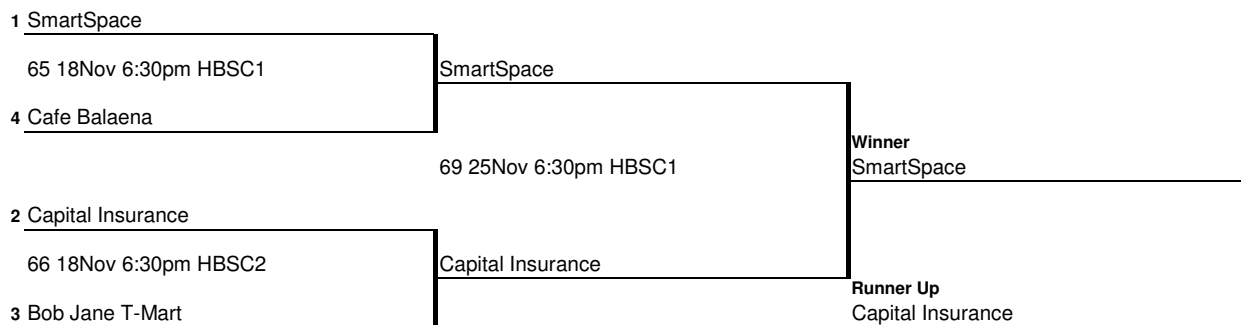 1 SmartSpace
65 18Nov 6:30pm HBSC1
SmartSpace
4 Cafe Balaena
Winner
69 25Nov 6:30pm HBSC1
SmartSpace
2 Capital Insurance
66 18Nov 6:30pm HBSC2
Capital Insurance
Runner Up
3 Bob Jane T-Mart
Capital Insurance